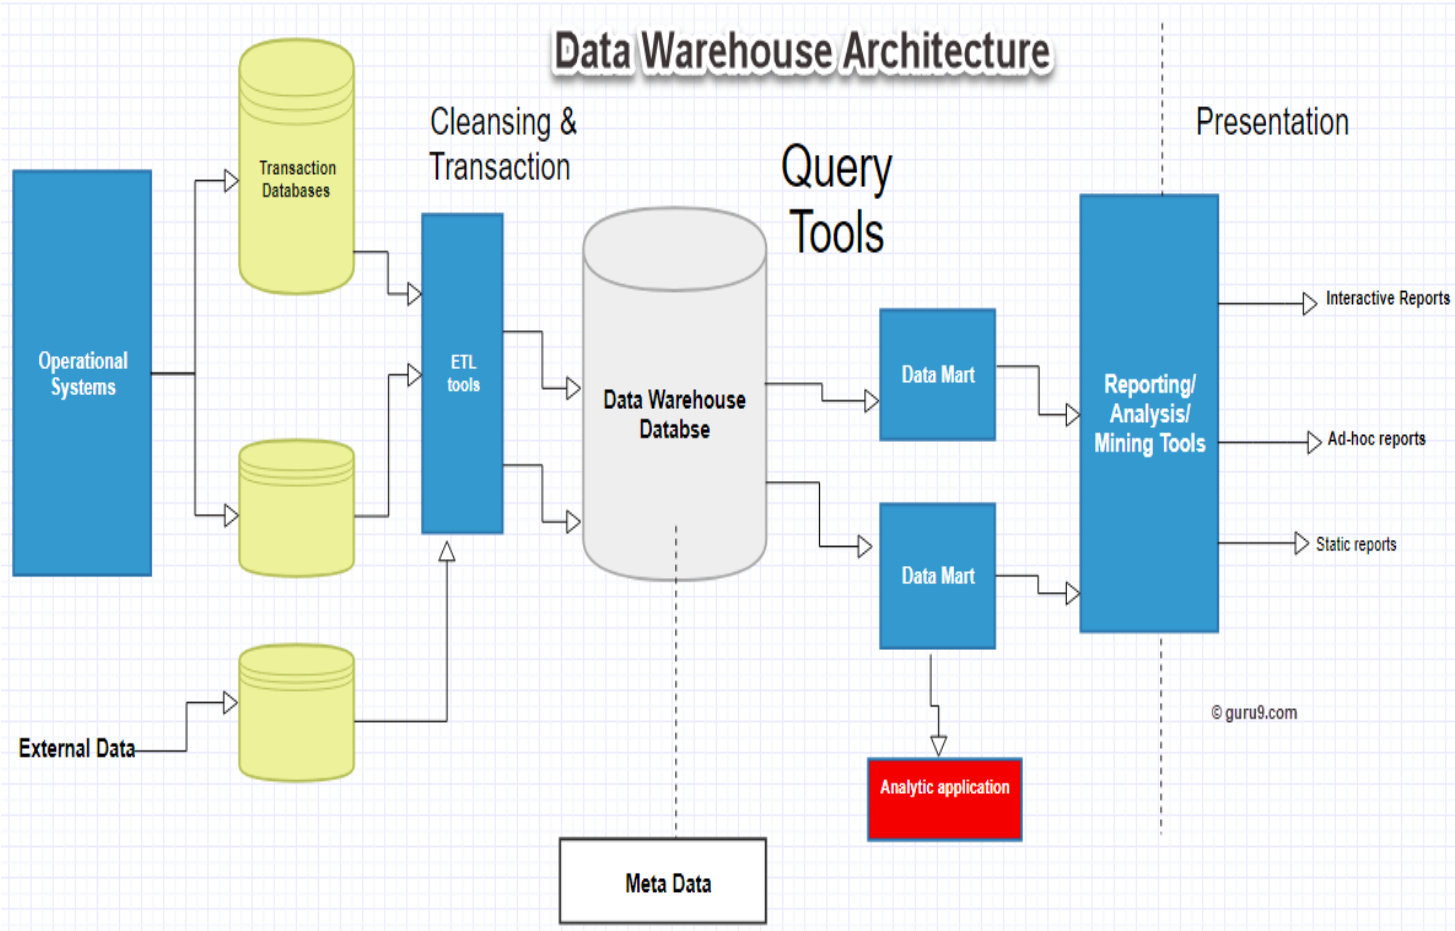 Data Warehouse Architecture
Cleansing &
Transaction
Presentation
Query
Tools
Transaction
Databases
Operational
Systems
ETL
tools
Data Warehouse
Databse
Data Mart
Reporting/
Analysis/
Mining Tools
Interactive Reports
Ad-hoc reports
Static reports
Data Mart
External Data
© guru9.com
Analytic application
Meta Data